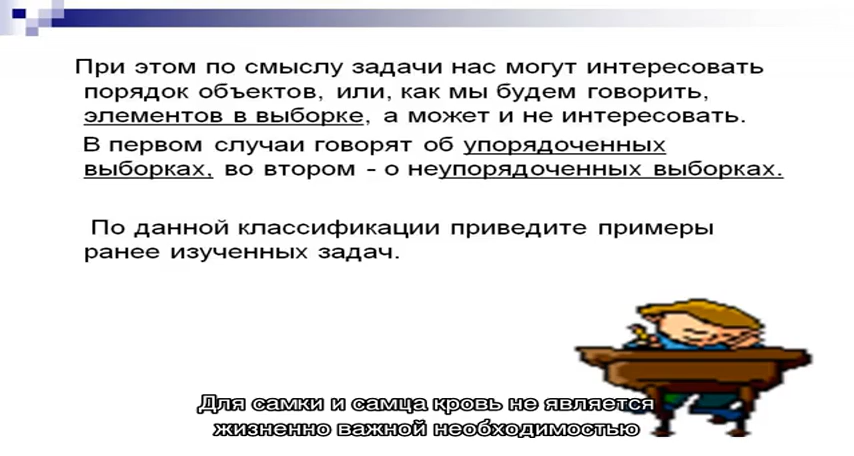 При этом по смыслу задачи нас могут интересовать
порядок объектов, или, как мы будем говорить,
элементов в выборке, а может и не интересовать.
В первом случаи говорят об упорядоченных
выборках, во втором - о неупорядоченных выборках.
По данной классификации приведите примеры
ранее изученных задач.
Для самки и самца кровь не является
жизненно важной необходимостью